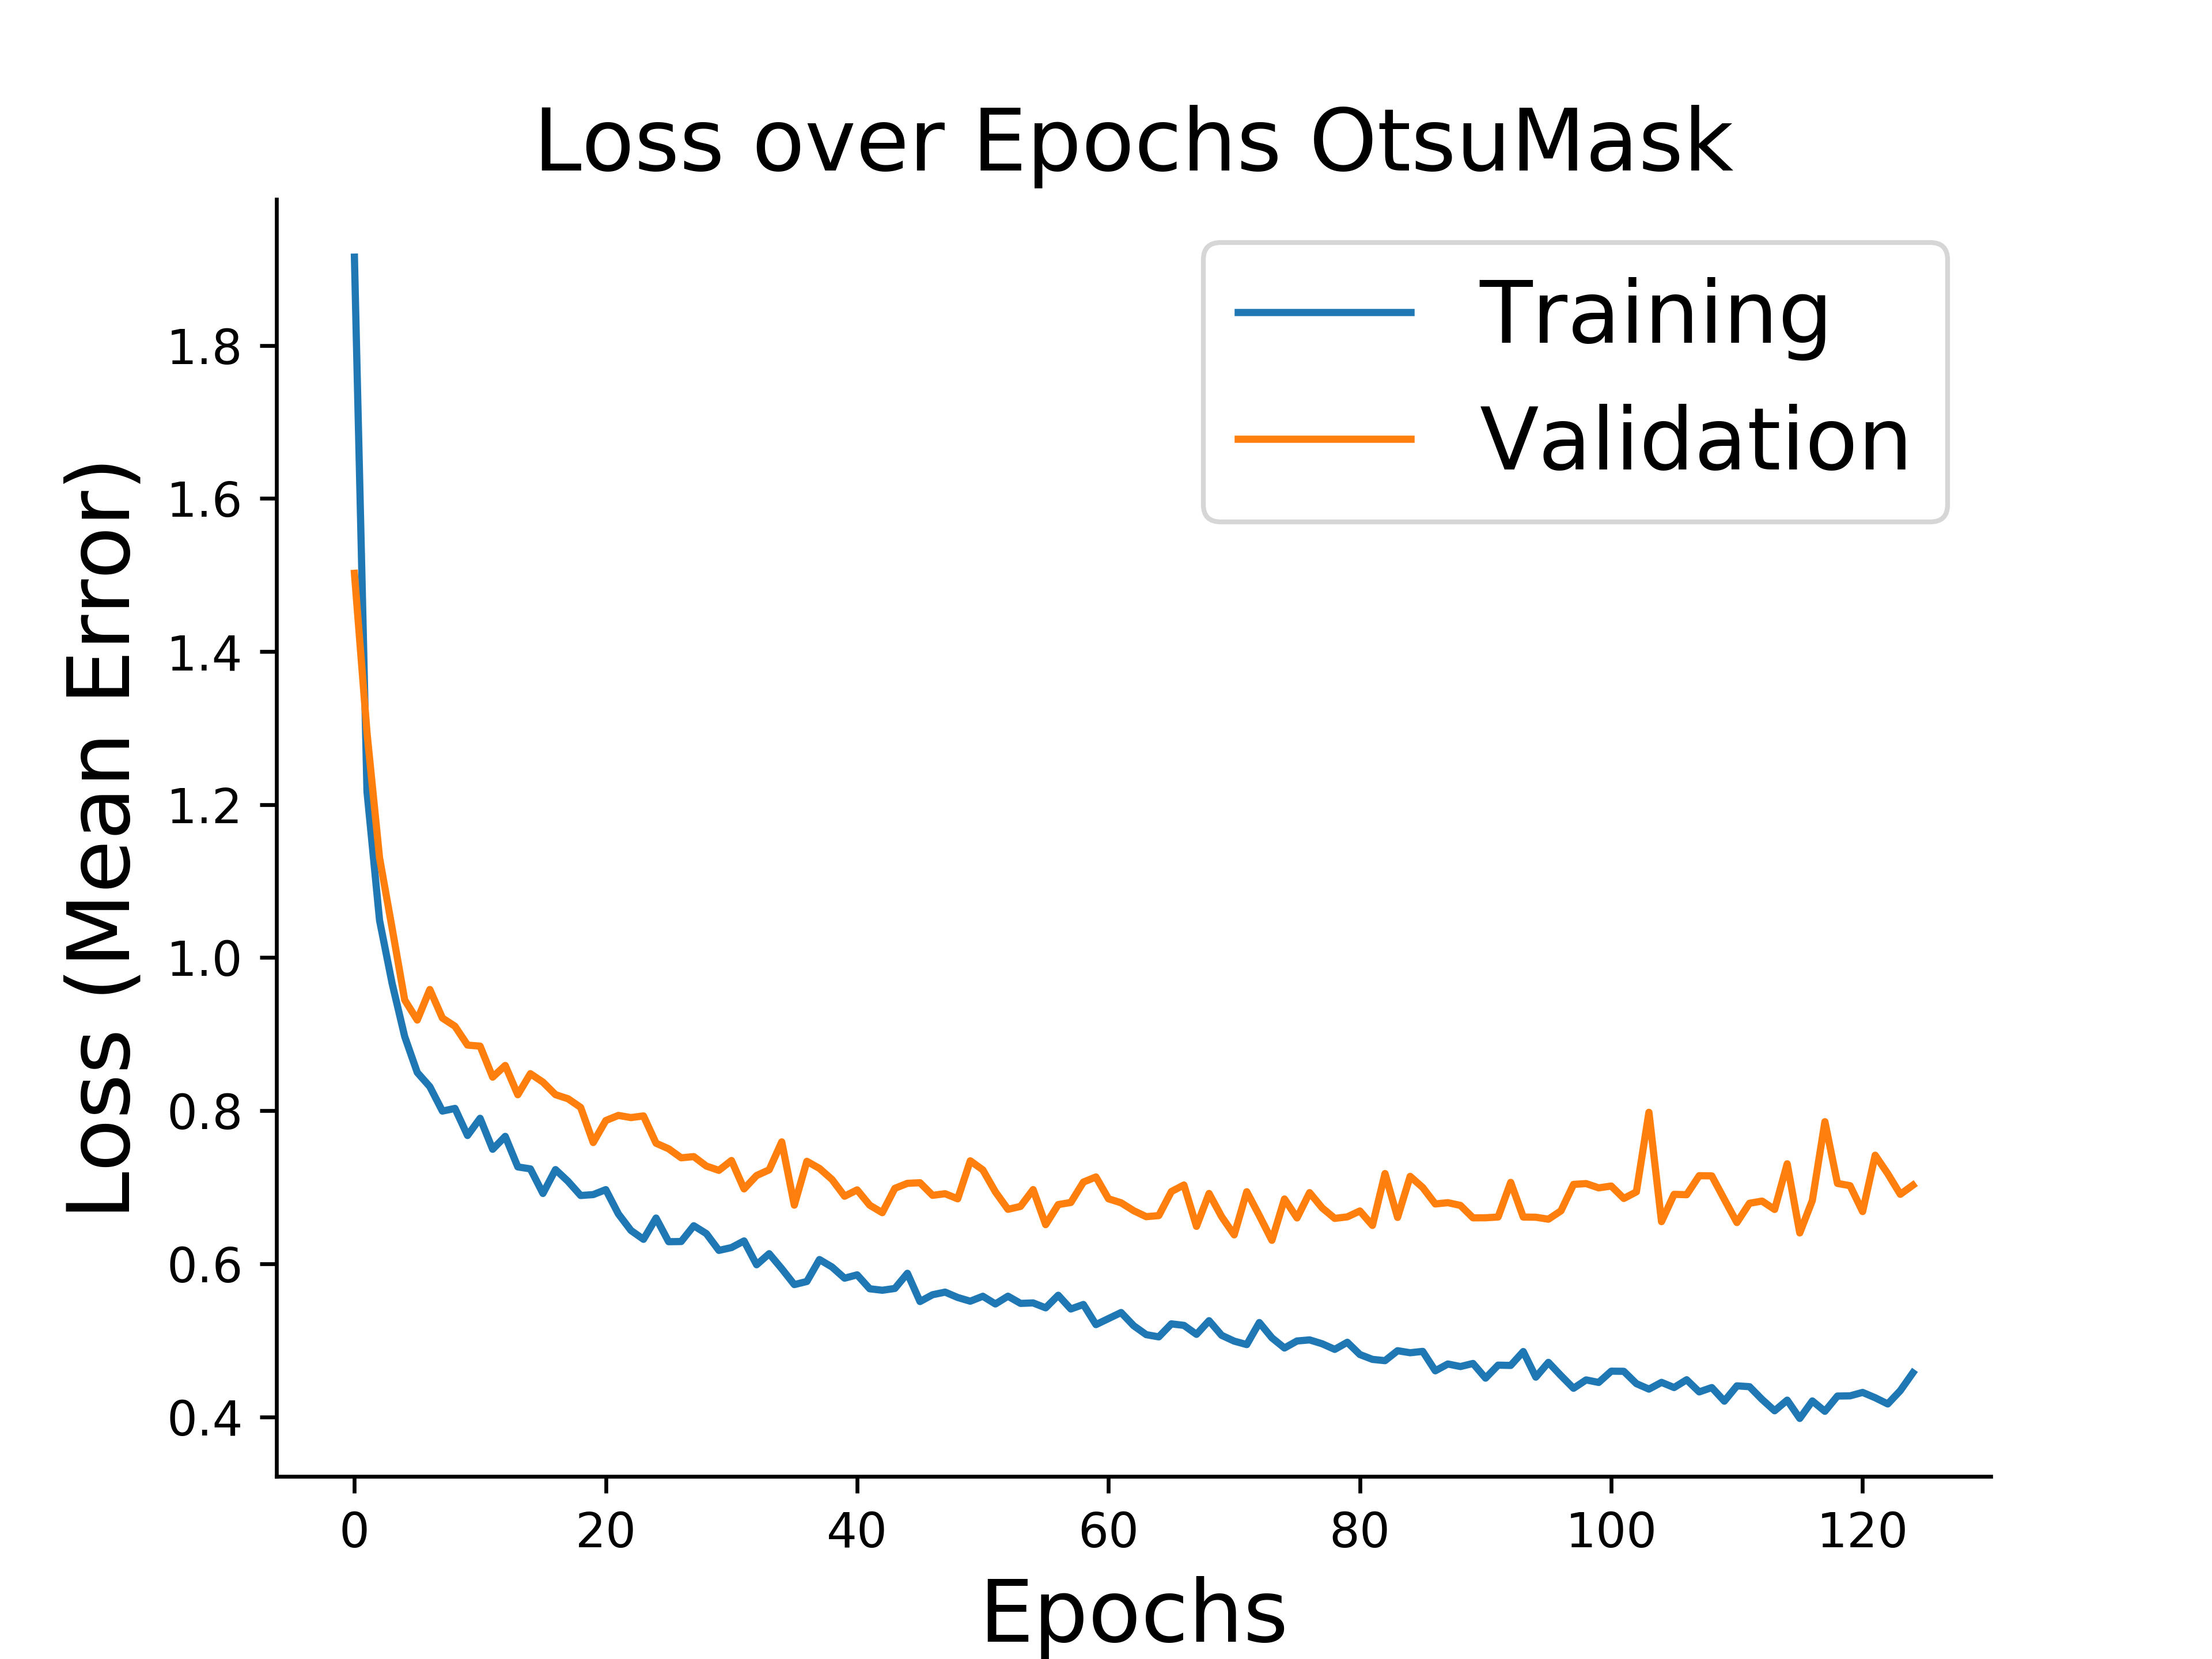 Loss over Epochs OtsuMask
Training
Validation
Loss (Mean Error)
1.8
1.6
1.4
1.2
1.0
0.8
0.6
0.4
0 20 40 60 80 100 120
Epochs